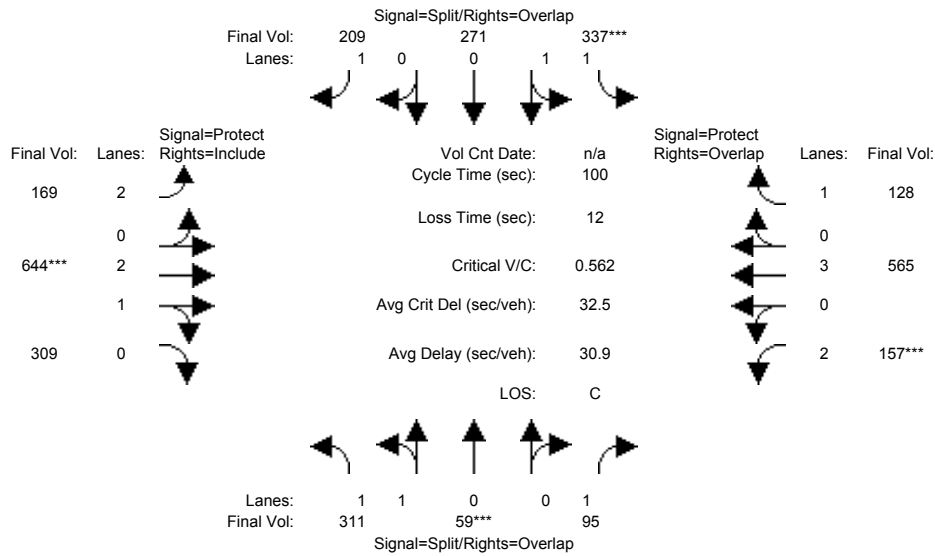 Signal=Split/Rights=Overlap
Final Vol: 209 271 337***
Lanes: 1 0 0 1 1
Signal=Protect Signal=Protect
Final Vol: Lanes: Rights=Include Vol Cnt Date: n/a Rights=Overlap Lanes: Final Vol:
Cycle Time (sec): 100
169 2 1 128
Loss Time (sec): 12
0 0
644*** 2 Critical V/C: 0.562 3 565
1 Avg Crit Del (sec/veh): 32.5 0
309 0 Avg Delay (sec/veh): 30.9 2 157***
LOS: C
Lanes: 1 1 0 0 1
Final Vol: 311 59*** 95
Signal=Split/Rights=Overlap